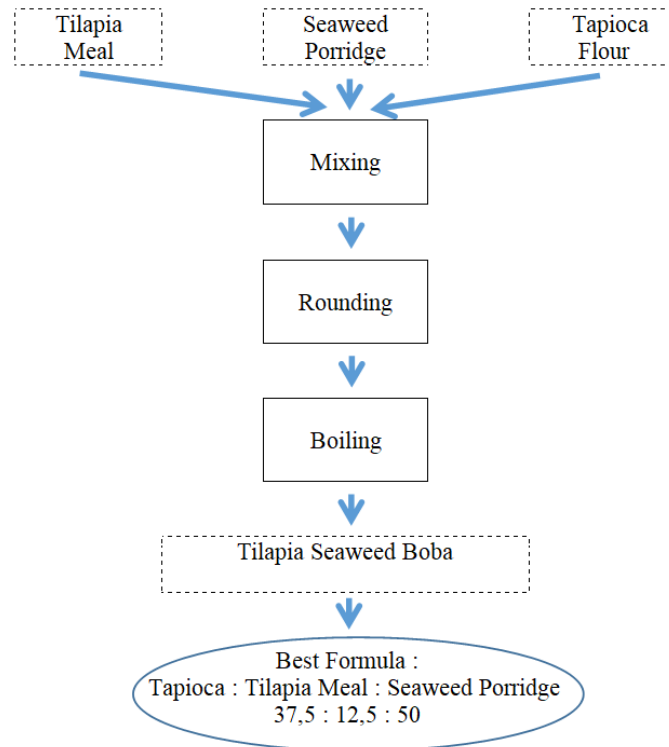 Tilapia
Meal
Seaweed
Porridge
Tapioca
Flour
Mixing
Rounding
Boiling
Tilapia Seaweed Boba
Best Formula :
Tapioca : Tilapia Meal : Seaweed Porridge
37,5 : 12,5 : 50